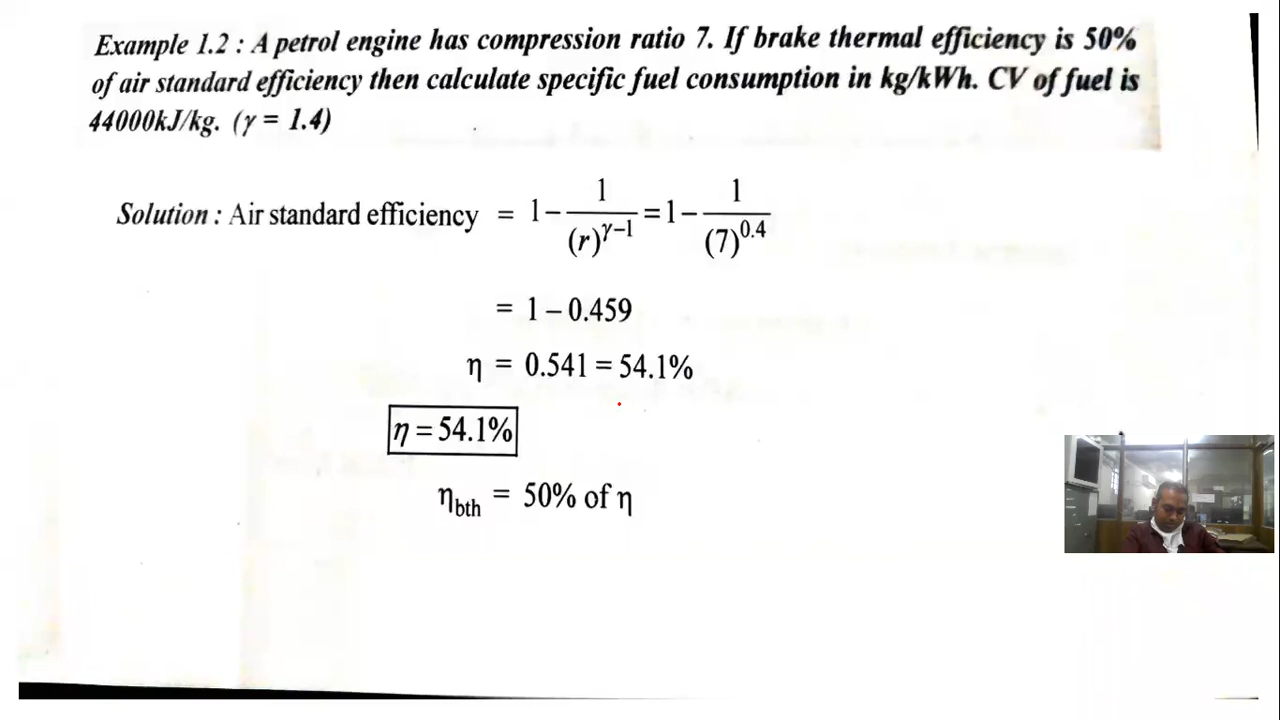 Example 1.2 : A petrol engine has compression ratio 7. If brake thermal efficiency is 50%
of air standard efficiency then calculate specific fuel consumption in kg/kWh. CV of fuel is
44000kJ/kg. (γ = 1.4)
Solution : Air standard efficiency = 1 − 1/(r)^(γ−1) = 1 − 1/(7)^0.4
= 1 − 0.459
η = 0.541 = 54.1%
η = 54.1%
η_bth = 50% of η